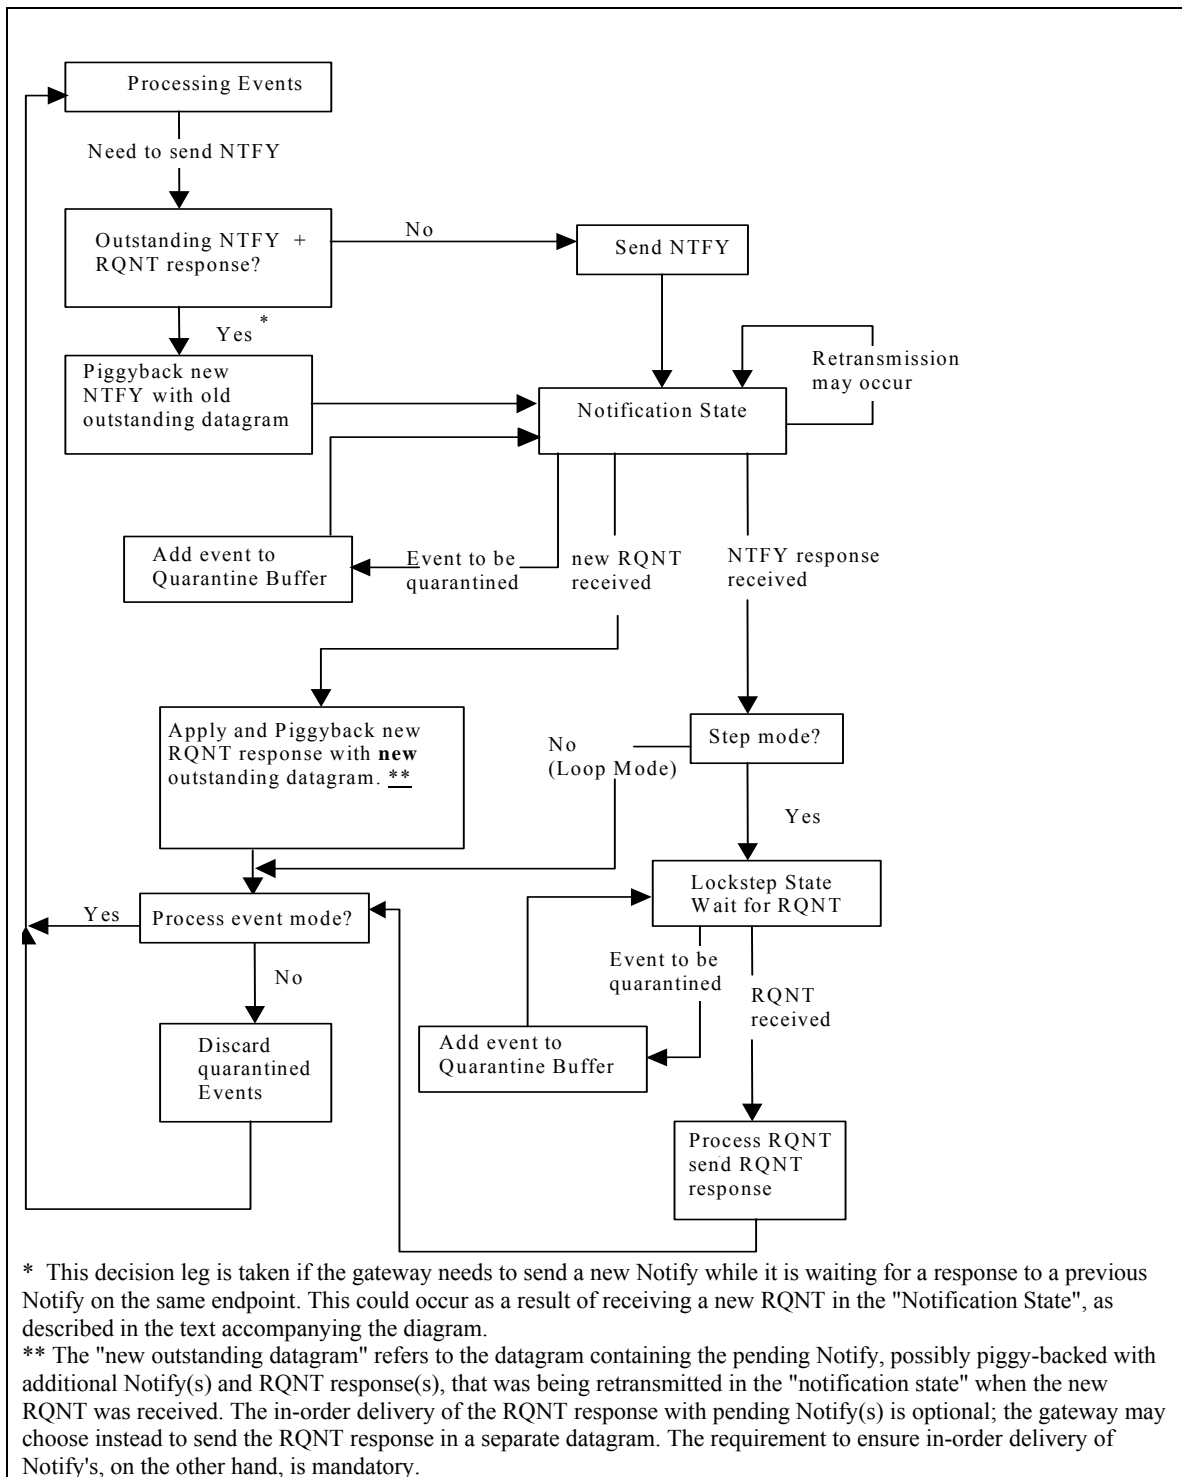 Processing Events
Need to send NTFY
Outstanding NTFY +
RQNT response?
No
Send NTFY
Yes *
Piggyback new
NTFY with old
outstanding datagram
Retransmission
may occur
Notification State
Add event to
Quarantine Buffer
Event to be
quarantined
new RQNT
received
NTFY response
received
Apply and Piggyback new
RQNT response with new
outstanding datagram. **
No
(Loop Mode)
Step mode?
Yes
Lockstep State
Wait for RQNT
Yes
Process event mode?
No
Event to be
quarantined
RQNT
received
Discard
quarantined
Events
Add event to
Quarantine Buffer
Process RQNT
send RQNT
response
* This decision leg is taken if the gateway needs to send a new Notify while it is waiting for a response to a previous
Notify on the same endpoint. This could occur as a result of receiving a new RQNT in the "Notification State", as
described in the text accompanying the diagram.
** The "new outstanding datagram" refers to the datagram containing the pending Notify, possibly piggy-backed with
additional Notify(s) and RQNT response(s), that was being retransmitted in the "notification state" when the new
RQNT was received. The in-order delivery of the RQNT response with pending Notify(s) is optional; the gateway may
choose instead to send the RQNT response in a separate datagram. The requirement to ensure in-order delivery of
Notify's, on the other hand, is mandatory.